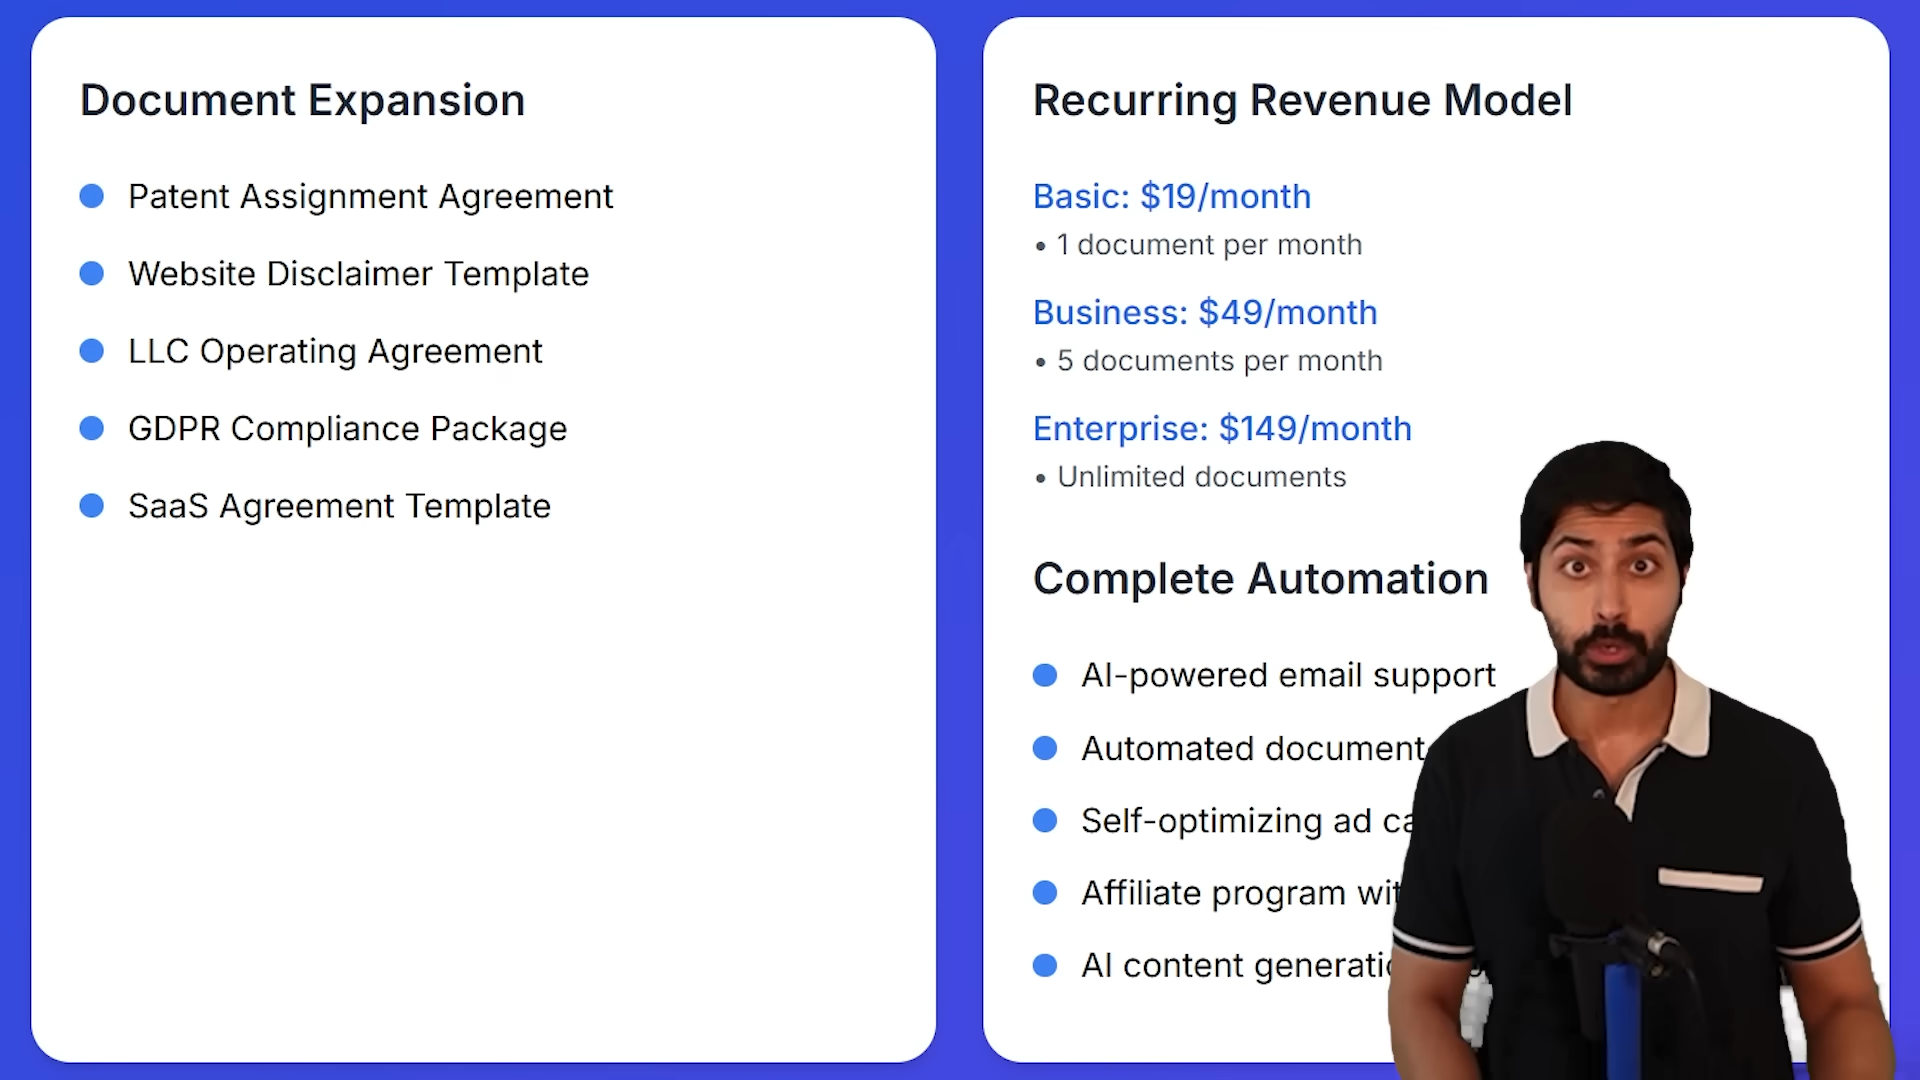 Document Expansion
Patent Assignment Agreement
Website Disclaimer Template
LLC Operating Agreement
GDPR Compliance Package
SaaS Agreement Template
Recurring Revenue Model
Basic: $19/month
• 1 document per month
Business: $49/month
• 5 documents per month
Enterprise: $149/month
• Unlimited documents
Complete Automation
AI-powered email support
Automated document
Self-optimizing ad
Affiliate program
AI content